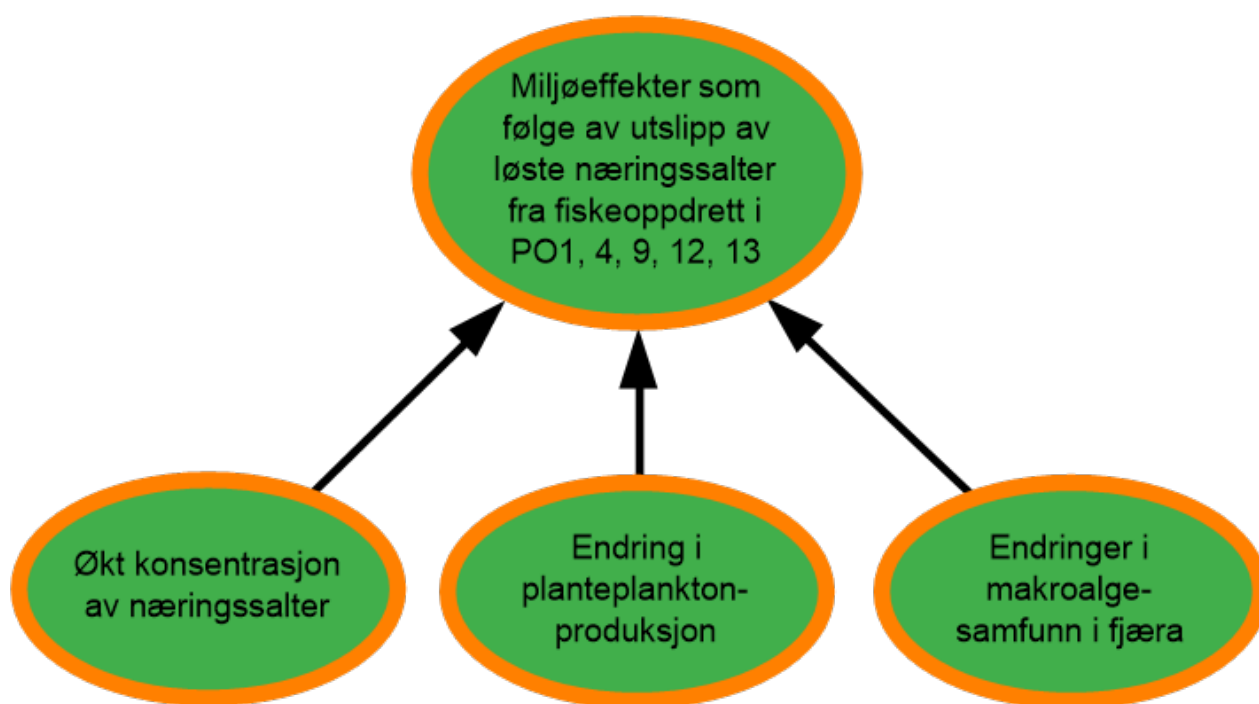 Miljøeffekter som
følge av utslipp av
løste næringssalter
fra fiskeoppdrett i
PO1, 4, 9, 12, 13
Økt konsentrasjon
av næringssalter
Endring i
planteplankton-
produksjon
Endringer i
makroalge-
samfunn i fjæra